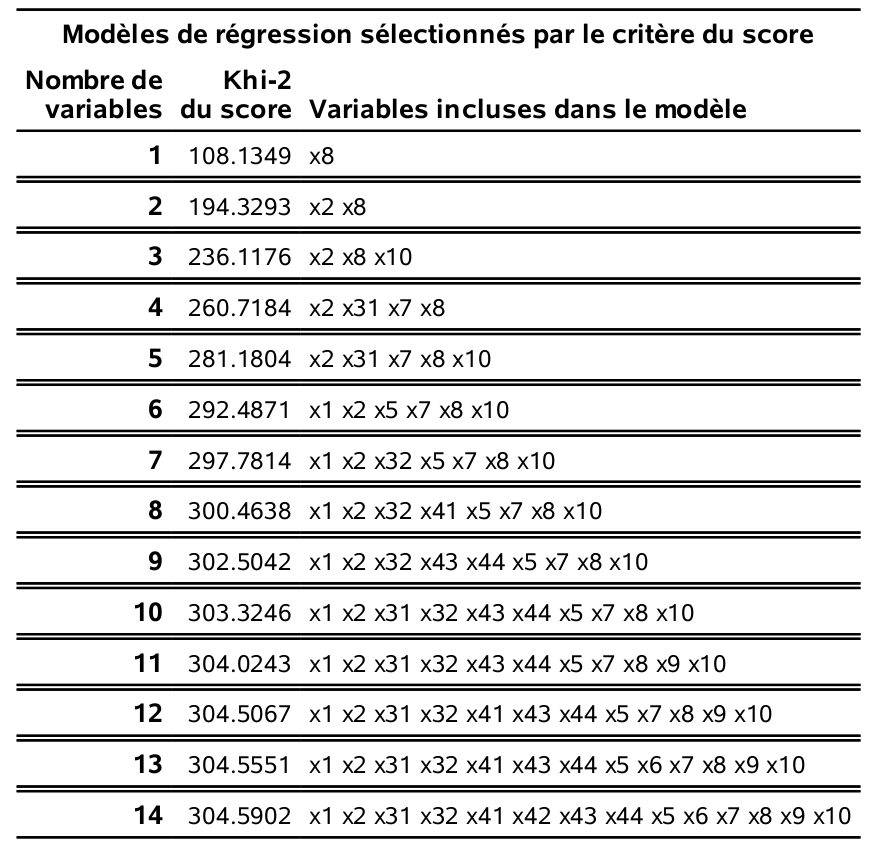 Modèles de régression sélectionnés par le critère du score
Nombre de variables Khi-2 du score Variables incluses dans le modèle
1 108.1349 x8
2 194.3293 x2 x8
3 236.1176 x2 x8 x10
4 260.7184 x2 x31 x7 x8
5 281.1804 x2 x31 x7 x8 x10
6 292.4871 x1 x2 x5 x7 x8 x10
7 297.7814 x1 x2 x32 x5 x7 x8 x10
8 300.4638 x1 x2 x32 x41 x5 x7 x8 x10
9 302.5042 x1 x2 x32 x43 x44 x5 x7 x8 x10
10 303.3246 x1 x2 x31 x32 x43 x44 x5 x7 x8 x10
11 304.0243 x1 x2 x31 x32 x43 x44 x5 x7 x8 x9 x10
12 304.5067 x1 x2 x31 x32 x41 x43 x44 x5 x7 x8 x9 x10
13 304.5551 x1 x2 x31 x32 x41 x43 x44 x5 x6 x7 x8 x9 x10
14 304.5902 x1 x2 x31 x32 x41 x42 x43 x44 x5 x6 x7 x8 x9 x10